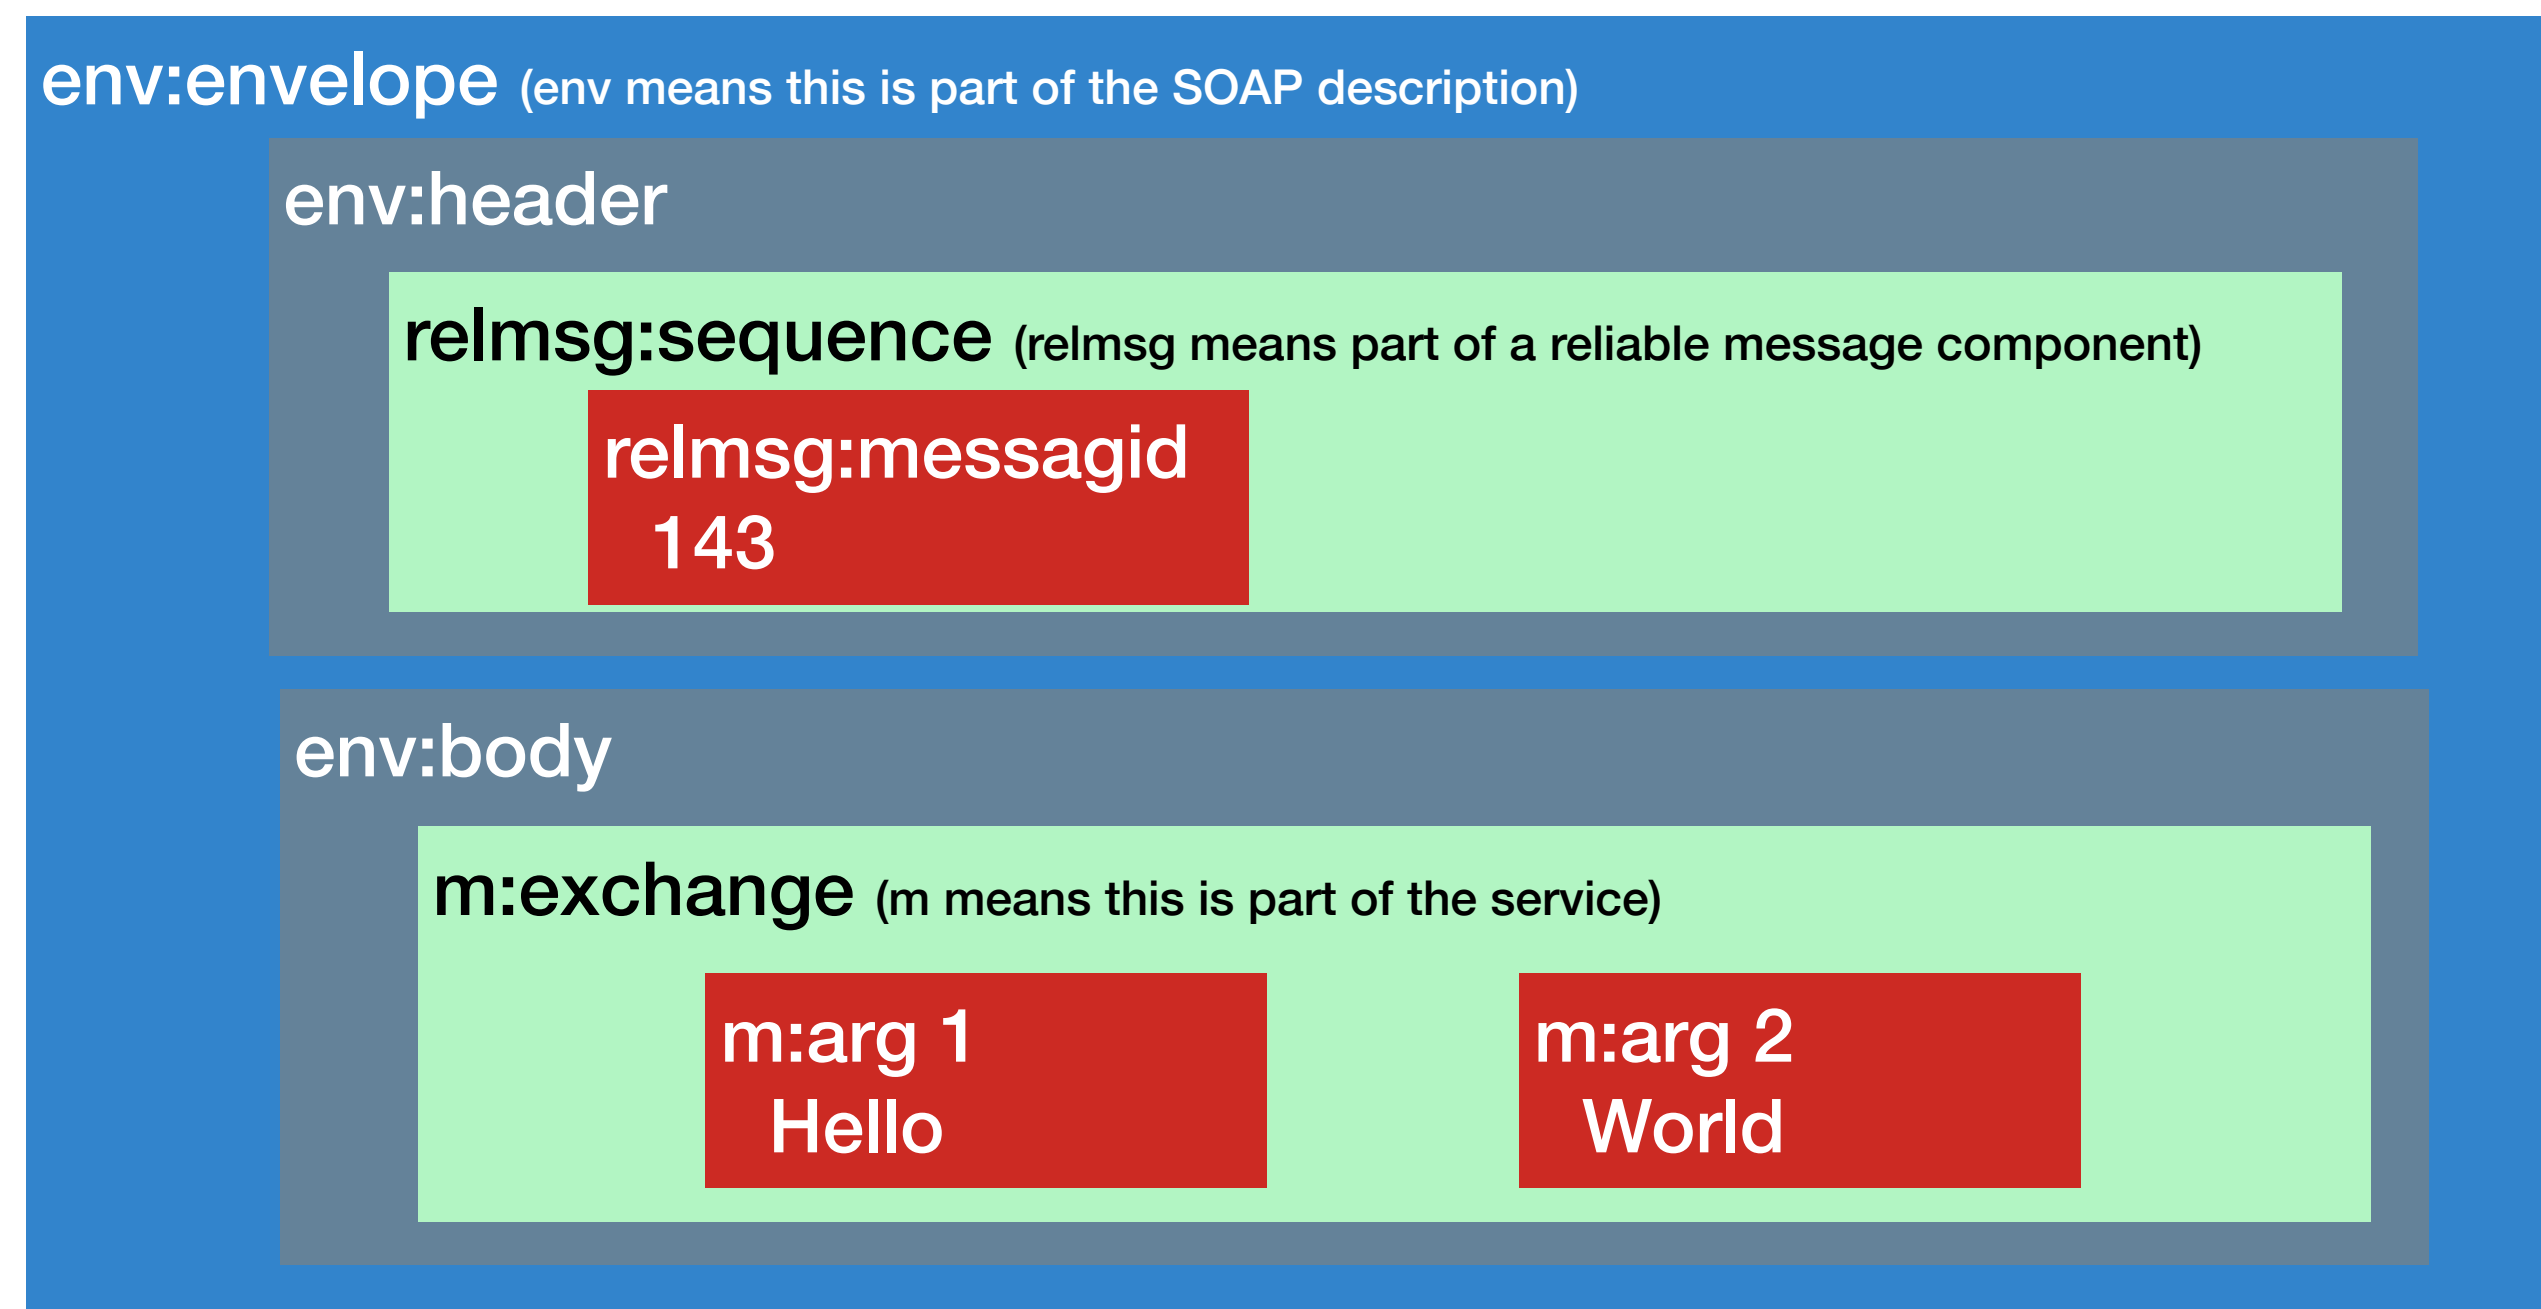 env:envelope (env means this is part of the SOAP description)
env:header
relmsg:sequence (relmsg means part of a reliable message component)
relmsg:messagid
143
env:body
m:exchange (m means this is part of the service)
m:arg 1
Hello
m:arg 2
World